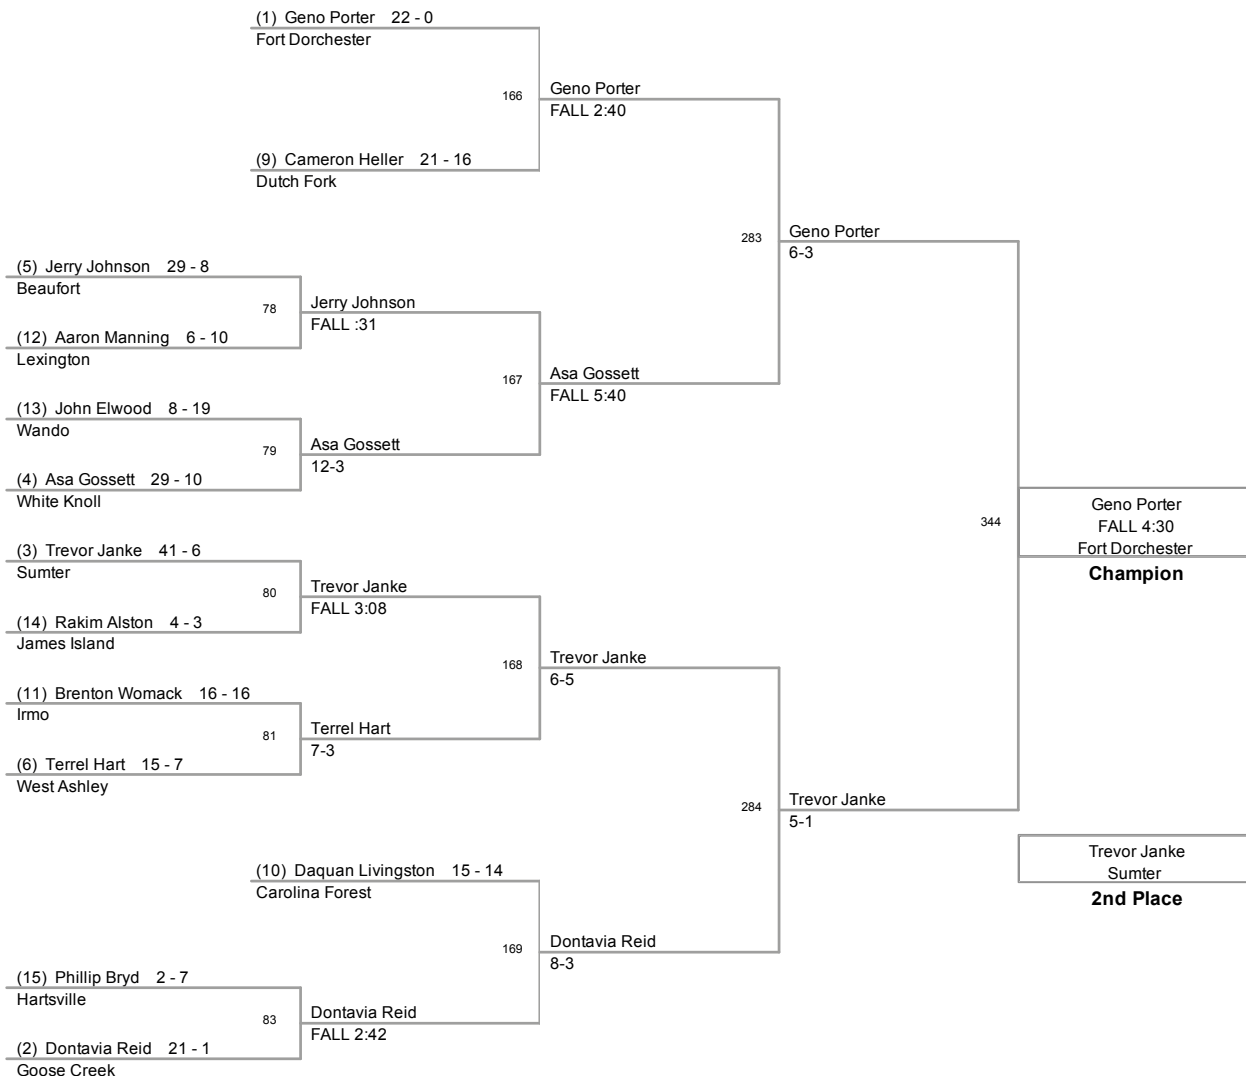 (1) Geno Porter 22 - 0
Fort Dorchester
166
Geno Porter
FALL 2:40
(9) Cameron Heller 21 - 16
Dutch Fork
283
Geno Porter
6-3
(5) Jerry Johnson 29 - 8
Beaufort
78
Jerry Johnson
FALL :31
(12) Aaron Manning 6 - 10
Lexington
167
Asa Gossett
FALL 5:40
(13) John Elwood 8 - 19
Wando
79
Asa Gossett
12-3
(4) Asa Gossett 29 - 10
White Knoll
344
Geno Porter
FALL 4:30
Fort Dorchester
Champion
(3) Trevor Janke 41 - 6
Sumter
80
Trevor Janke
FALL 3:08
(14) Rakim Alston 4 - 3
James Island
168
Trevor Janke
6-5
(11) Brenton Womack 16 - 16
Irmo
81
Terrel Hart
7-3
(6) Terrel Hart 15 - 7
West Ashley
284
Trevor Janke
5-1
Trevor Janke
Sumter
2nd Place
(10) Daquan Livingston 15 - 14
Carolina Forest
169
Dontavia Reid
8-3
(15) Phillip Bryd 2 - 7
Hartsville
83
Dontavia Reid
FALL 2:42
(2) Dontavia Reid 21 - 1
Goose Creek